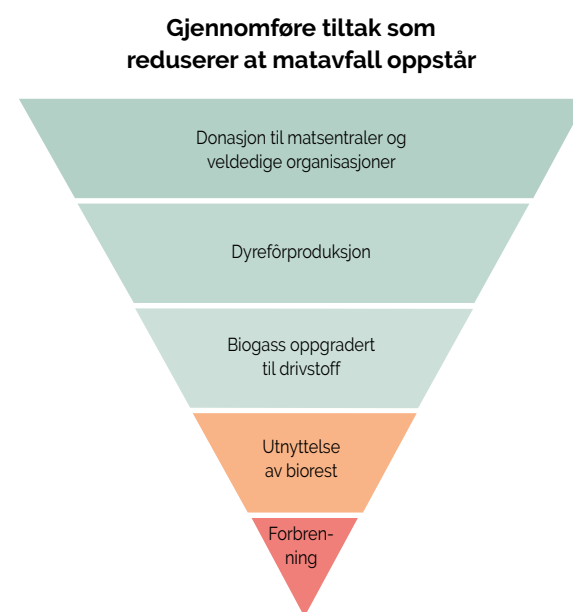 Gjennomføre tiltak som
reduserer at matavfall oppstår
Donasjon til matsentraler og
veldedige organisasjoner
Dyrefôrproduksjon
Biogass oppgradert
til drivstoff
Utnyttelse
av biorest
Forbren-
ning